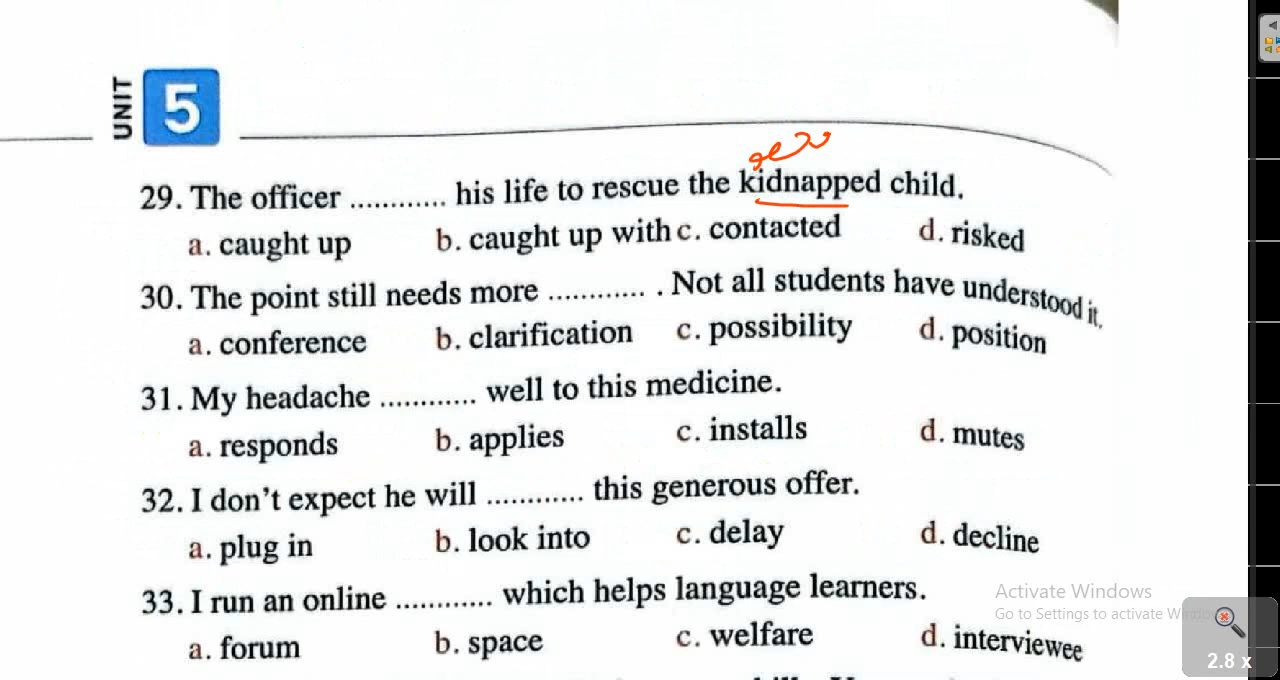 UNIT 5
29. The officer ............ his life to rescue the kidnapped child.
a. caught up b. caught up with c. contacted d. risked
30. The point still needs more ............ . Not all students have understood it.
a. conference b. clarification c. possibility d. position
31. My headache ............ well to this medicine.
a. responds b. applies c. installs d. mutes
32. I don't expect he will ............ this generous offer.
a. plug in b. look into c. delay d. decline
33. I run an online ............ which helps language learners.
Activate Windows
Go to Settings to activate
a. forum b. space c. welfare d. interviewee
2.8 x